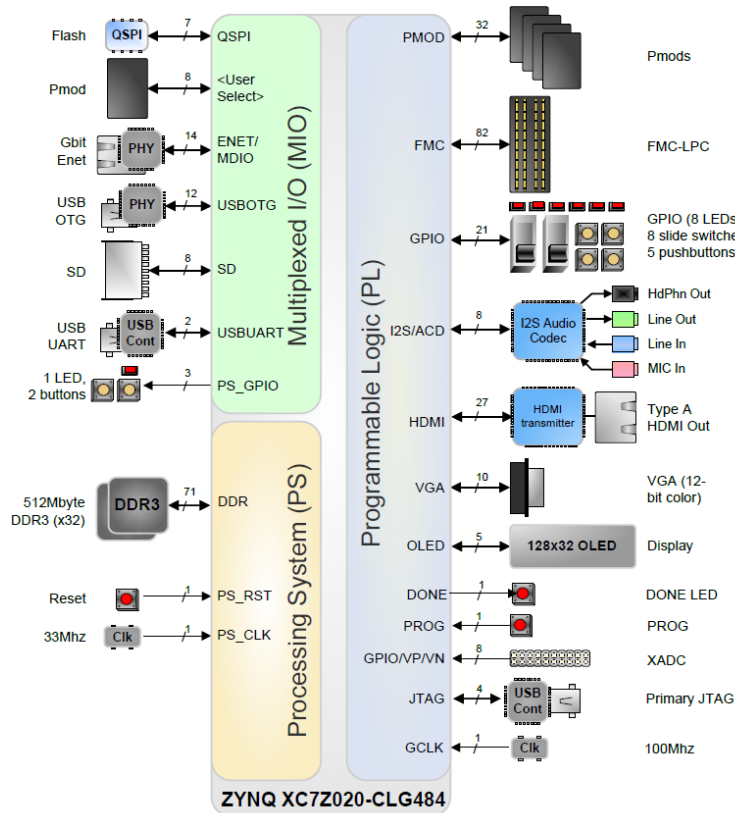 Flash
QSPI
7
QSPI
Pmod
8
<User
Select>
Gbit
Enet
PHY
14
ENET/
MDIO
USB
OTG
PHY
12
USBOTG
SD
8
SD
USB
UART
USB
Cont
2
USBUART
1 LED,
2 buttons
3
PS_GPIO
Multiplexed I/O (MIO)
512Mbyte
DDR3 (x32)
DDR3
71
DDR
Reset
1
PS_RST
33Mhz
Clk
1
PS_CLK
Processing System (PS)
Programmable Logic (PL)
PMOD
32
Pmods
FMC
82
FMC-LPC
GPIO
21
GPIO (8 LEDs
8 slide switche
5 pushbuttons
I2S/ACD
8
I2S Audio
Codec
HdPhn Out
Line Out
Line In
MIC In
HDMI
27
HDMI
transmitter
Type A
HDMI Out
VGA
10
VGA (12-
bit color)
OLED
5
128x32 OLED
Display
DONE
1
DONE LED
PROG
1
PROG
GPIO/VP/VN
8
XADC
JTAG
4
USB
Cont
Primary JTAG
GCLK
1
Clk
100Mhz
ZYNQ XC7Z020-CLG484